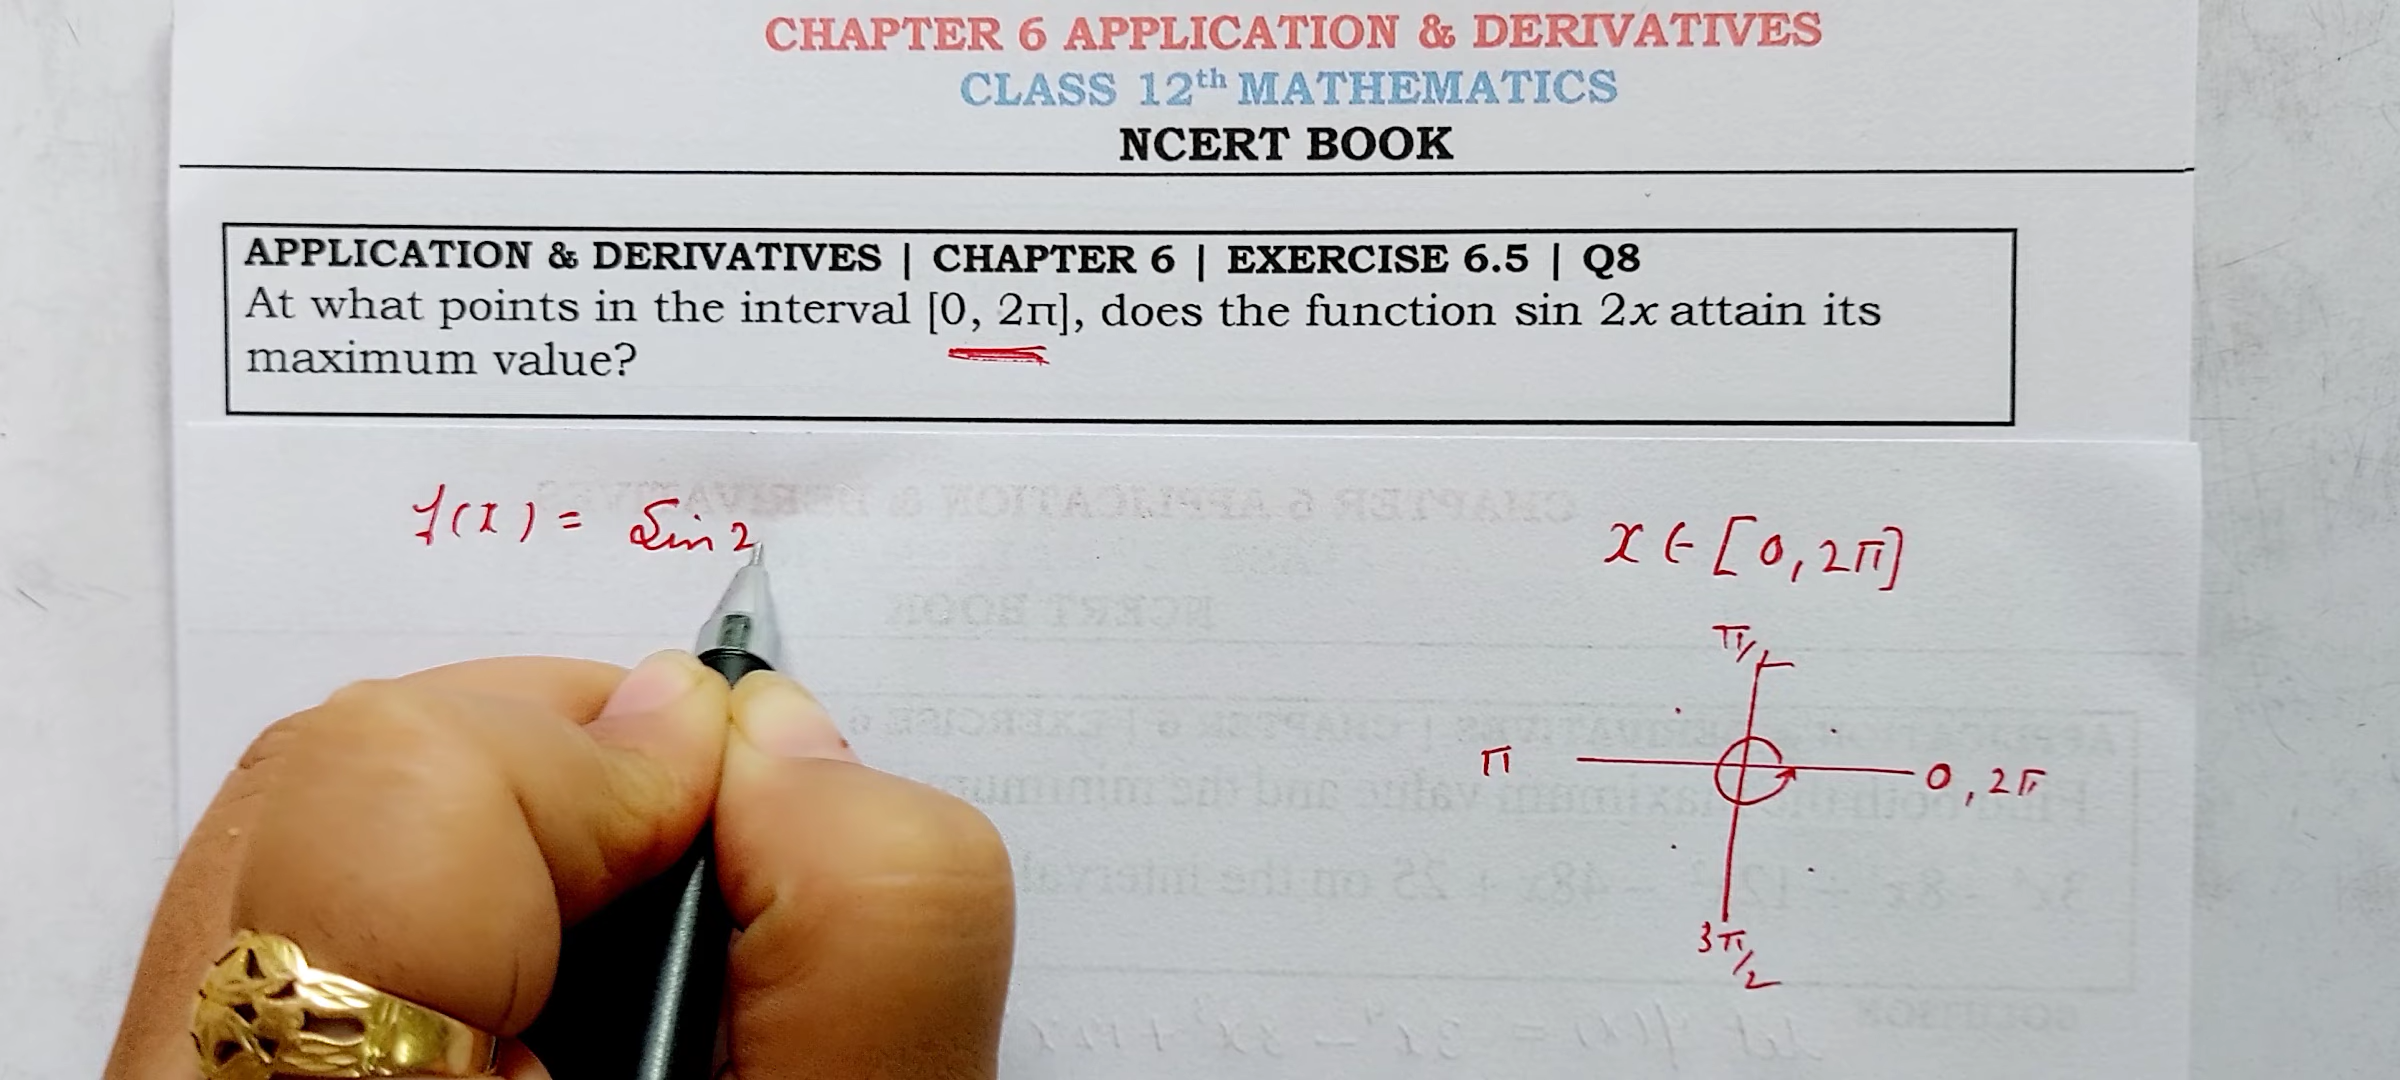 CHAPTER 6 APPLICATION & DERIVATIVES
CLASS 12th MATHEMATICS
NCERT BOOK
APPLICATION & DERIVATIVES | CHAPTER 6 | EXERCISE 6.5 | Q8
At what points in the interval [0, 2π], does the function sin 2x attain its
maximum value?
f(x) = Sin 2
x ∈ [0, 2π]
π/
π
0, 2π
3π/2